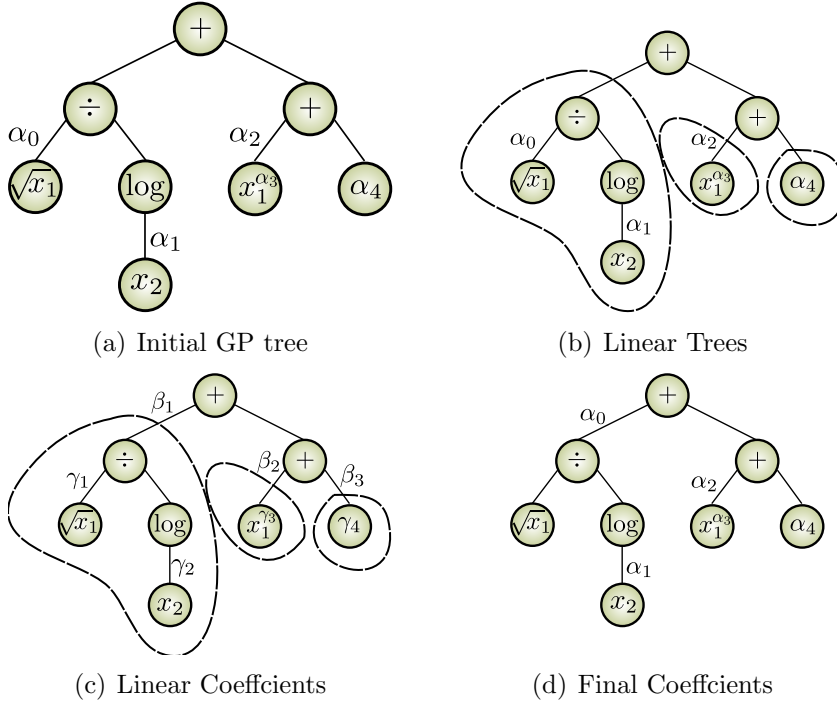 +
÷ +
α₀ α₂
√x₁ log x₁^α₃ α₄
α₁
x₂
(a) Initial GP tree
+
÷ +
α₀ α₂
√x₁ log x₁^α₃ α₄
α₁
x₂
(b) Linear Trees
+
β₁
÷ +
γ₁ β₂ β₃
√x₁ log x₁^γ₃ γ₄
γ₂
x₂
(c) Linear Coeffcients
+
α₀
÷ +
α₂
√x₁ log x₁^α₃ α₄
α₁
x₂
(d) Final Coeffcients